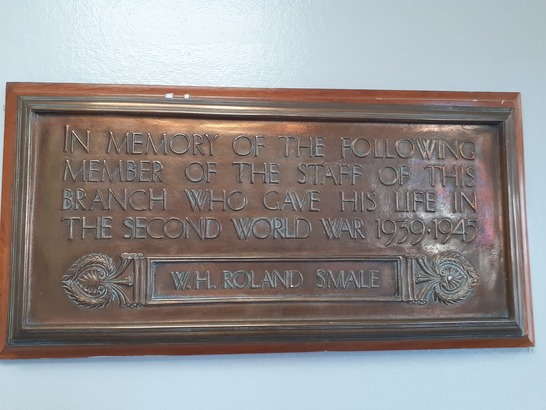 IN MEMORY OF THE FOLLOWING
MEMBER OF THE STAFF OF THIS
BRANCH WHO GAVE HIS LIFE IN
THE SECOND WORLD WAR 1939·1945
W.H. ROLAND SMALE